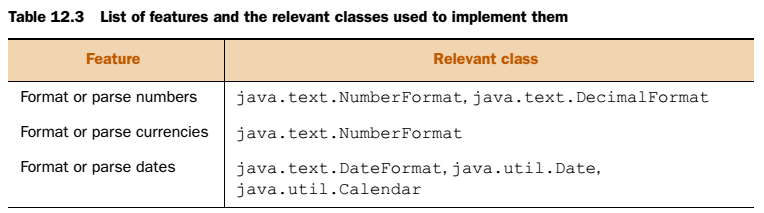 Table 12.3 List of features and the relevant classes used to implement them
Feature Relevant class
Format or parse numbers java.text.NumberFormat, java.text.DecimalFormat
Format or parse currencies java.text.NumberFormat
Format or parse dates java.text.DateFormat, java.util.Date,
java.util.Calendar